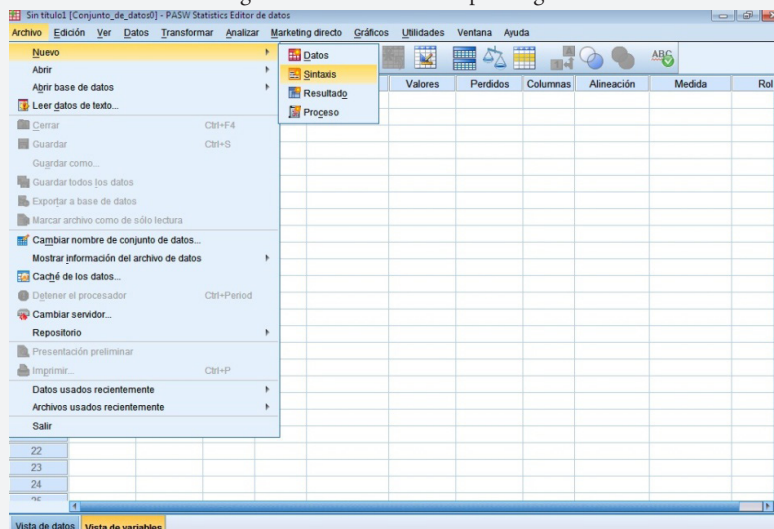 Sin título1 [Conjunto_de_datos0] - PASW Statistics Editor de datos
Archivo Edición Ver Datos Transformar Analizar Marketing directo Gráficos Utilidades Ventana Ayuda
Nuevo
Datos
Abrir
Sintaxis
Abrir base de datos
Resultado
Valores Perdidos Columnas Alineación Medida Rol
Leer datos de texto...
Proceso
Cerrar Ctrl+F4
Guardar Ctrl+S
Guardar como...
Guardar todos los datos
Exportar a base de datos
Marcar archivo como de sólo lectura
Cambiar nombre de conjunto de datos...
Mostrar información del archivo de datos
Caché de los datos...
Detener el procesador Ctrl+Period
Cambiar servidor...
Repositorio
Presentación preliminar
Imprimir... Ctrl+P
Datos usados recientemente
Archivos usados recientemente
Salir
22
23
24
Vista de datos Vista de variables